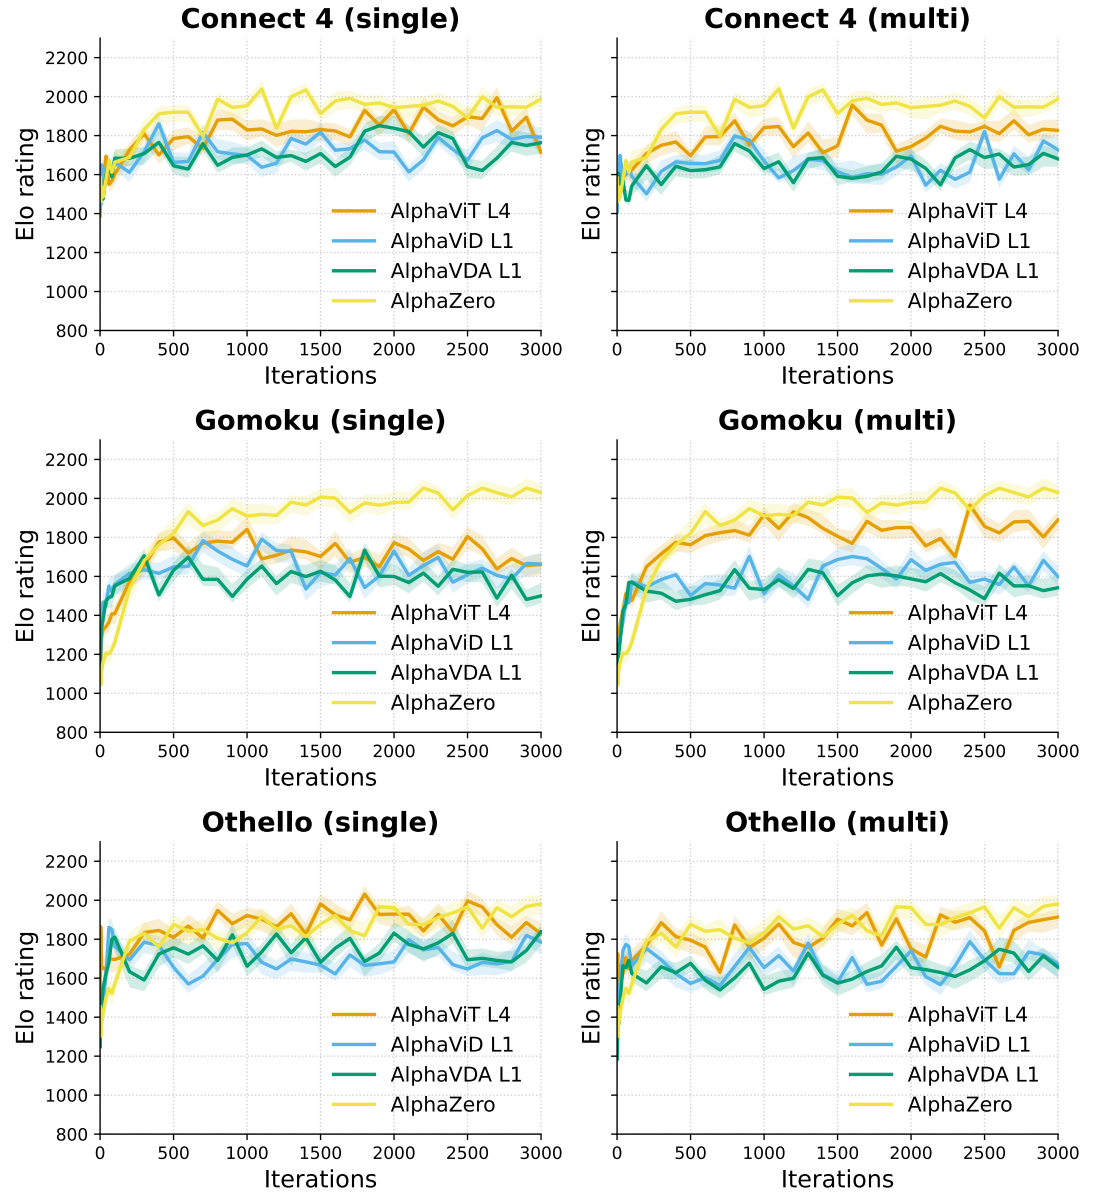 Connect 4 (single)
Connect 4 (multi)
2200
2000
1800
1600
1400
1200
1000
800
Elo rating
Elo rating
AlphaViT L4
AlphaViD L1
AlphaVDA L1
AlphaZero
AlphaViT L4
AlphaViD L1
AlphaVDA L1
AlphaZero
0 500 1000 1500 2000 2500 3000
0 500 1000 1500 2000 2500 3000
Iterations
Iterations
Gomoku (single)
Gomoku (multi)
2200
2000
1800
1600
1400
1200
1000
800
Elo rating
Elo rating
AlphaViT L4
AlphaViD L1
AlphaVDA L1
AlphaZero
AlphaViT L4
AlphaViD L1
AlphaVDA L1
AlphaZero
0 500 1000 1500 2000 2500 3000
0 500 1000 1500 2000 2500 3000
Iterations
Iterations
Othello (single)
Othello (multi)
2200
2000
1800
1600
1400
1200
1000
800
Elo rating
Elo rating
AlphaViT L4
AlphaViD L1
AlphaVDA L1
AlphaZero
AlphaViT L4
AlphaViD L1
AlphaVDA L1
AlphaZero
0 500 1000 1500 2000 2500 3000
0 500 1000 1500 2000 2500 3000
Iterations
Iterations